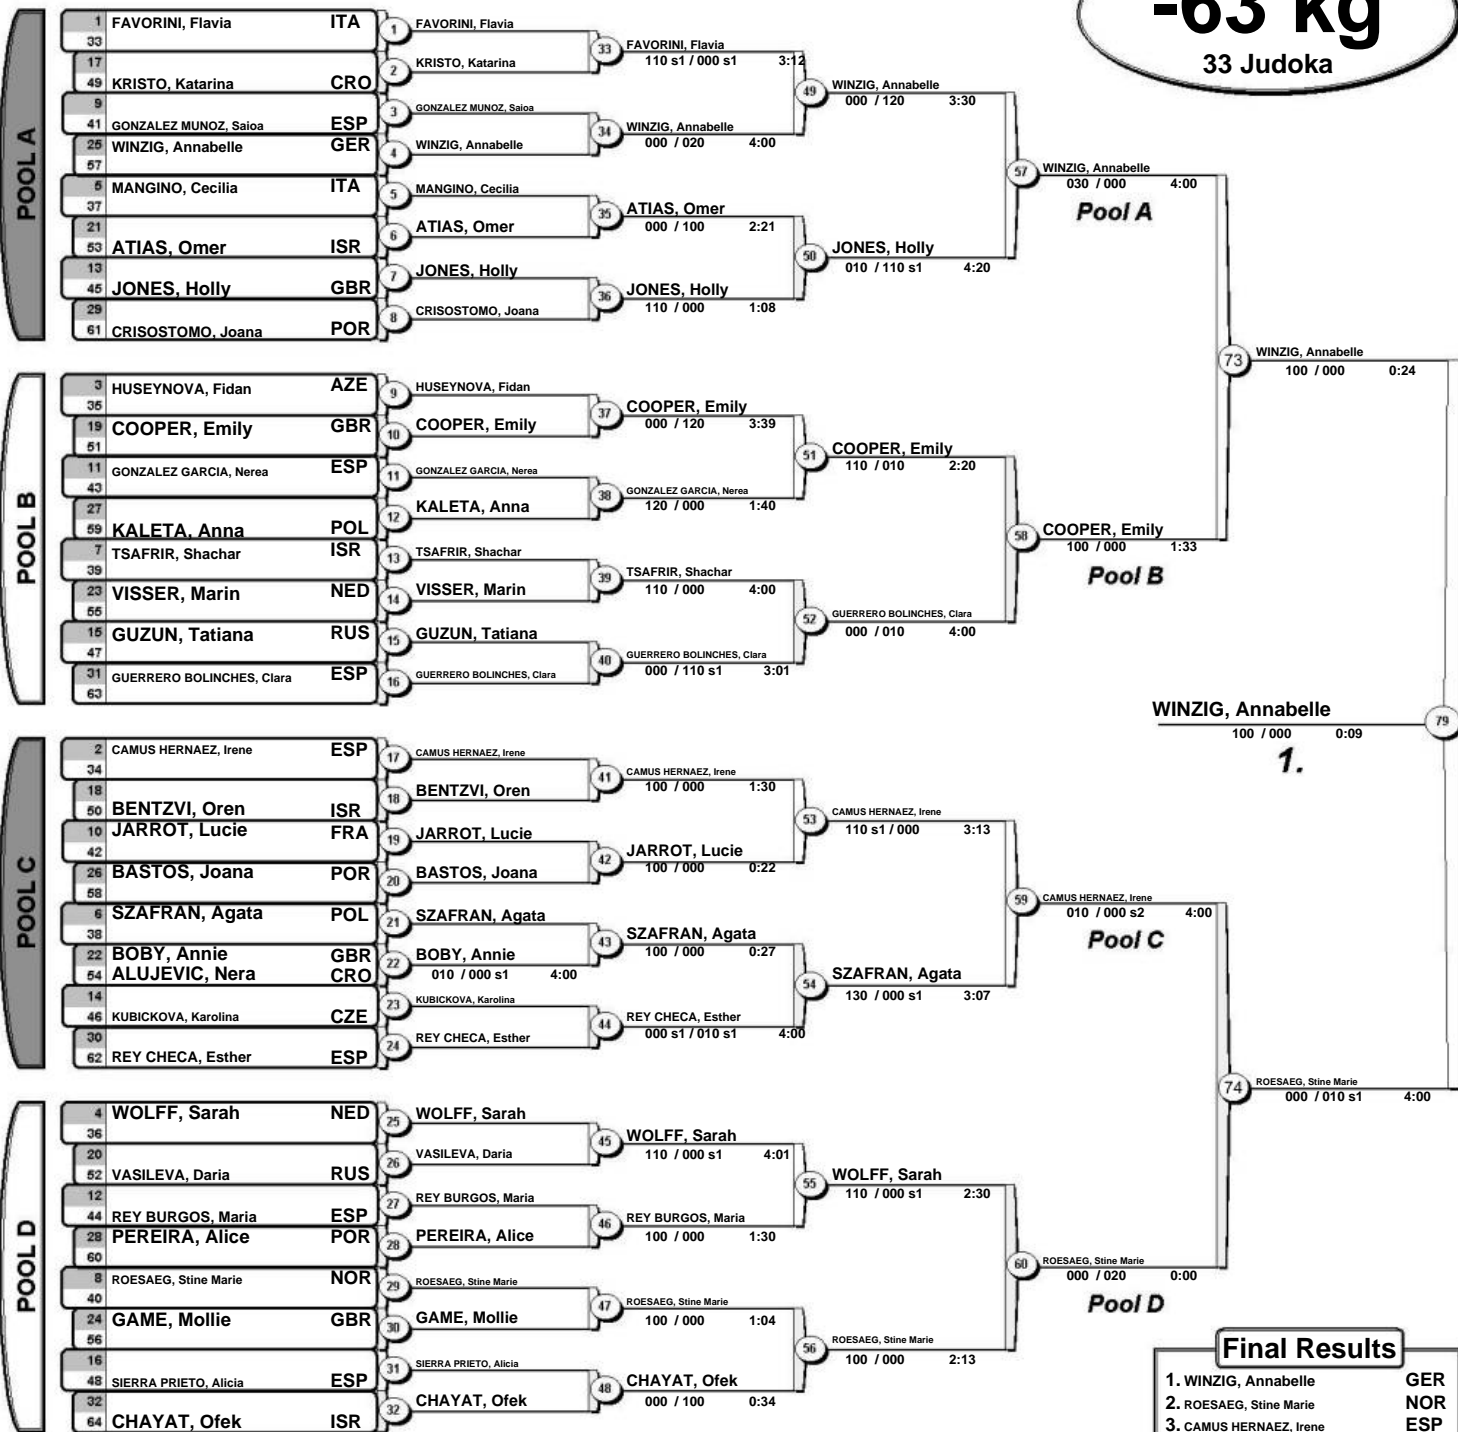 -63 kg
33 Judoka
POOL A
1 FAVORINI, Flavia ITA
33
17
49 KRISTO, Katarina CRO
9
41 GONZALEZ MUNOZ, Saioa ESP
25 WINZIG, Annabelle GER
57
5 MANGINO, Cecilia ITA
37
21
53 ATIAS, Omer ISR
13
45 JONES, Holly GBR
29
61 CRISOSTOMO, Joana POR
1 FAVORINI, Flavia
2 KRISTO, Katarina
3 GONZALEZ MUNOZ, Saioa
4 WINZIG, Annabelle
5 MANGINO, Cecilia
6 ATIAS, Omer
7 JONES, Holly
8 CRISOSTOMO, Joana
33 FAVORINI, Flavia
110 s1 / 000 s1 3:12
34 WINZIG, Annabelle
000 / 020 4:00
35 ATIAS, Omer
000 / 100 2:21
36 JONES, Holly
110 / 000 1:08
49 WINZIG, Annabelle
000 / 120 3:30
50 JONES, Holly
010 / 110 s1 4:20
57 WINZIG, Annabelle
030 / 000 4:00
Pool A
POOL B
3 HUSEYNOVA, Fidan AZE
35
19 COOPER, Emily GBR
51
11 GONZALEZ GARCIA, Nerea ESP
43
27
59 KALETA, Anna POL
7 TSAFRIR, Shachar ISR
39
23 VISSER, Marin NED
55
15 GUZUN, Tatiana RUS
47
31 GUERRERO BOLINCHES, Clara ESP
63
9 HUSEYNOVA, Fidan
10 COOPER, Emily
11 GONZALEZ GARCIA, Nerea
12 KALETA, Anna
13 TSAFRIR, Shachar
14 VISSER, Marin
15 GUZUN, Tatiana
16 GUERRERO BOLINCHES, Clara
37 COOPER, Emily
000 / 120 3:39
38 GONZALEZ GARCIA, Nerea
120 / 000 1:40
39 TSAFRIR, Shachar
110 / 000 4:00
40 GUERRERO BOLINCHES, Clara
000 / 110 s1 3:01
51 COOPER, Emily
110 / 010 2:20
52 GUERRERO BOLINCHES, Clara
000 / 010 4:00
58 COOPER, Emily
100 / 000 1:33
Pool B
73 WINZIG, Annabelle
100 / 000 0:24
WINZIG, Annabelle 79
100 / 000 0:09
1.
POOL C
2 CAMUS HERNAEZ, Irene ESP
34
18
50 BENTZVI, Oren ISR
10 JARROT, Lucie FRA
42
26 BASTOS, Joana POR
58
6 SZAFRAN, Agata POL
38
22 BOBY, Annie GBR
54 ALUJEVIC, Nera CRO
14
46 KUBICKOVA, Karolina CZE
30
62 REY CHECA, Esther ESP
17 CAMUS HERNAEZ, Irene
18 BENTZVI, Oren
19 JARROT, Lucie
20 BASTOS, Joana
21 SZAFRAN, Agata
22 BOBY, Annie
010 / 000 s1 4:00
23 KUBICKOVA, Karolina
24 REY CHECA, Esther
41 CAMUS HERNAEZ, Irene
100 / 000 1:30
42 JARROT, Lucie
100 / 000 0:22
43 SZAFRAN, Agata
100 / 000 0:27
44 REY CHECA, Esther
000 s1 / 010 s1 4:00
53 CAMUS HERNAEZ, Irene
110 s1 / 000 3:13
54 SZAFRAN, Agata
130 / 000 s1 3:07
59 CAMUS HERNAEZ, Irene
010 / 000 s2 4:00
Pool C
POOL D
4 WOLFF, Sarah NED
36
20
52 VASILEVA, Daria RUS
12
44 REY BURGOS, Maria ESP
28 PEREIRA, Alice POR
60
8 ROESAEG, Stine Marie NOR
40
24 GAME, Mollie GBR
56
16
48 SIERRA PRIETO, Alicia ESP
32
64 CHAYAT, Ofek ISR
25 WOLFF, Sarah
26 VASILEVA, Daria
27 REY BURGOS, Maria
28 PEREIRA, Alice
29 ROESAEG, Stine Marie
30 GAME, Mollie
31 SIERRA PRIETO, Alicia
32 CHAYAT, Ofek
45 WOLFF, Sarah
110 / 000 s1 4:01
46 REY BURGOS, Maria
100 / 000 1:30
47 ROESAEG, Stine Marie
100 / 000 1:04
48 CHAYAT, Ofek
000 / 100 0:34
55 WOLFF, Sarah
110 / 000 s1 2:30
56 ROESAEG, Stine Marie
100 / 000 2:13
60 ROESAEG, Stine Marie
000 / 020 0:00
Pool D
74 ROESAEG, Stine Marie
000 / 010 s1 4:00
Final Results
1. WINZIG, Annabelle GER
2. ROESAEG, Stine Marie NOR
3. CAMUS HERNAEZ, Irene ESP